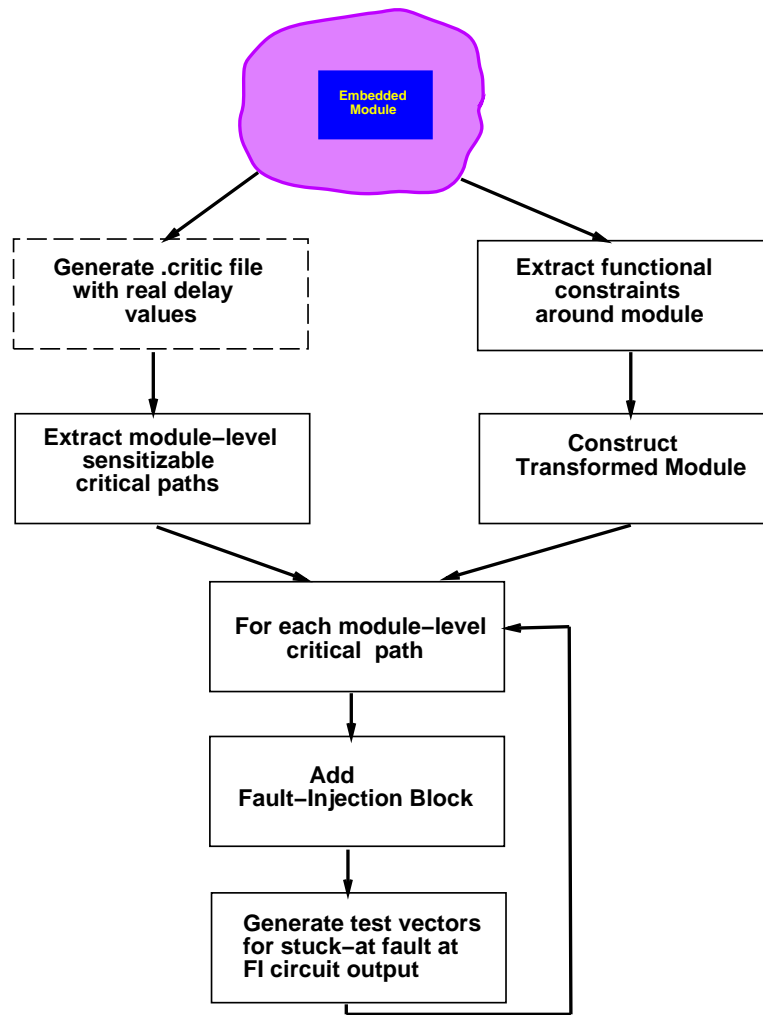 Embedded
Module
Generate .critic file
with real delay
values
Extract functional
constraints
around module
Extract module−level
sensitizable
critical paths
Construct
Transformed Module
For each module−level
critical path
Add
Fault−Injection Block
Generate test vectors
for stuck−at fault at
FI circuit output